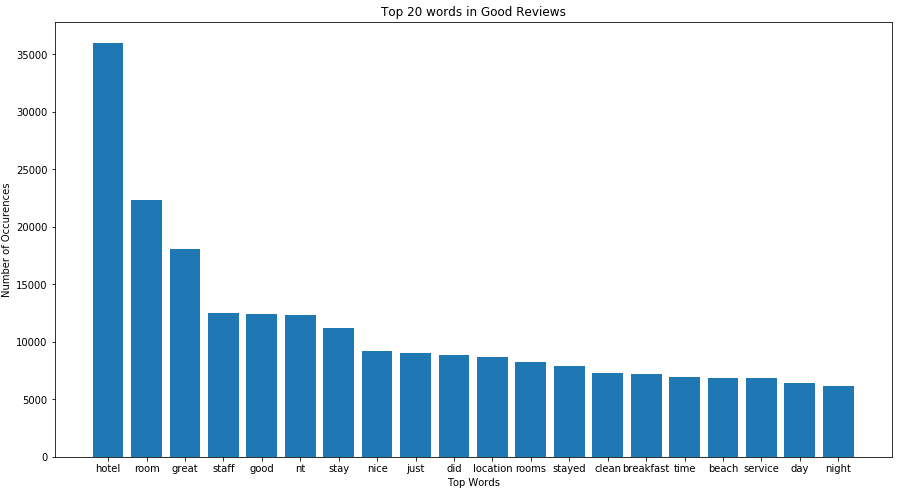 Top 20 words in Good Reviews
Number of Occurences
35000
30000
25000
20000
15000
10000
5000
0
hotel room great staff good nt stay nice just did location rooms stayed clean breakfast time beach service day night
Top Words